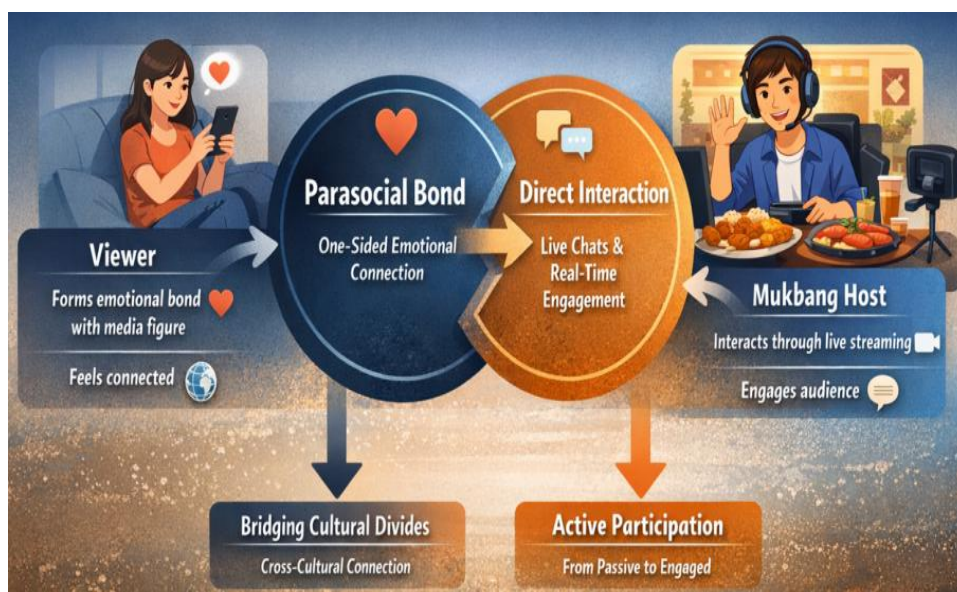 Parasocial Bond
One-Sided Emotional
Connection
Direct Interaction
Live Chats &
Real-Time
Engagement
Viewer
Forms emotional bond
with media figure
Feels connected
Mukbang Host
Interacts through live streaming
Engages audience
Bridging Cultural Divides
Cross-Cultural Connection
Active Participation
From Passive to Engaged